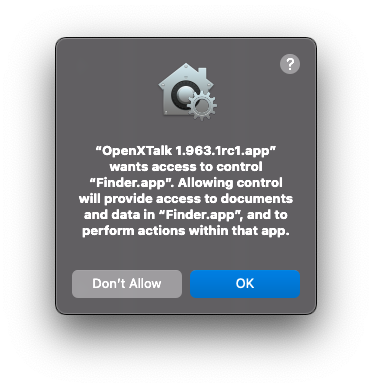 ?
“OpenXTalk 1.963.1rc1.app”
wants access to control
“Finder.app”. Allowing control
will provide access to documents
and data in “Finder.app”, and to
perform actions within that app.
Don’t Allow
OK